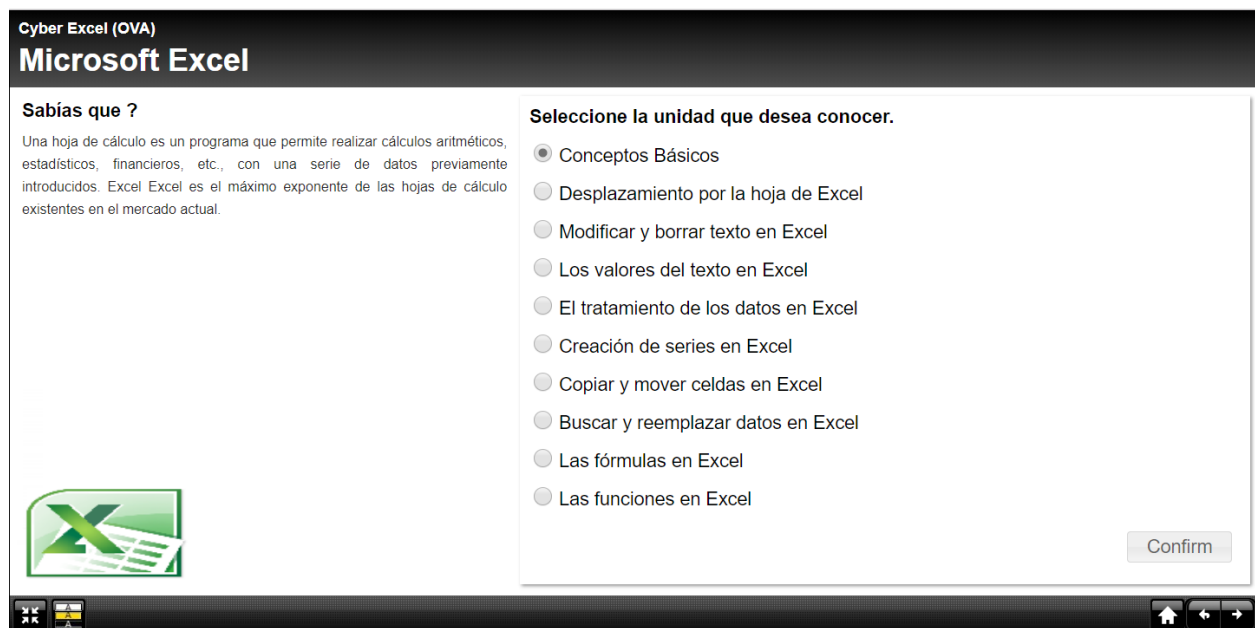 Cyber Excel (OVA)
Microsoft Excel
Sabías que ?
Una hoja de cálculo es un programa que permite realizar cálculos aritméticos,
estadísticos, financieros, etc., con una serie de datos previamente
introducidos. Excel Excel es el máximo exponente de las hojas de cálculo
existentes en el mercado actual.
Seleccione la unidad que desea conocer.
Conceptos Básicos
Desplazamiento por la hoja de Excel
Modificar y borrar texto en Excel
Los valores del texto en Excel
El tratamiento de los datos en Excel
Creación de series en Excel
Copiar y mover celdas en Excel
Buscar y reemplazar datos en Excel
Las fórmulas en Excel
Las funciones en Excel
Confirm
A
A
A